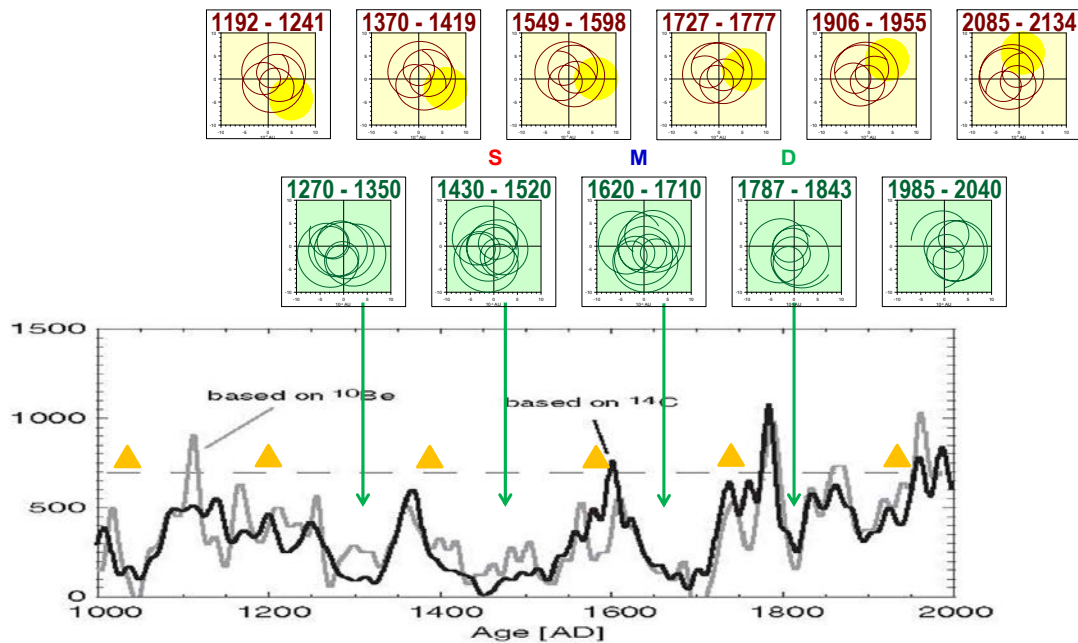 1192 - 1241 1370 - 1419 1549 - 1598 1727 - 1777 1906 - 1955 2085 - 2134
S M D
1270 - 1350 1430 - 1520 1620 - 1710 1787 - 1843 1985 - 2040
1500
based on ¹⁰Be based on ¹⁴C
1000
500
0
1000 1200 1400 1600 1800 2000
Age [AD]